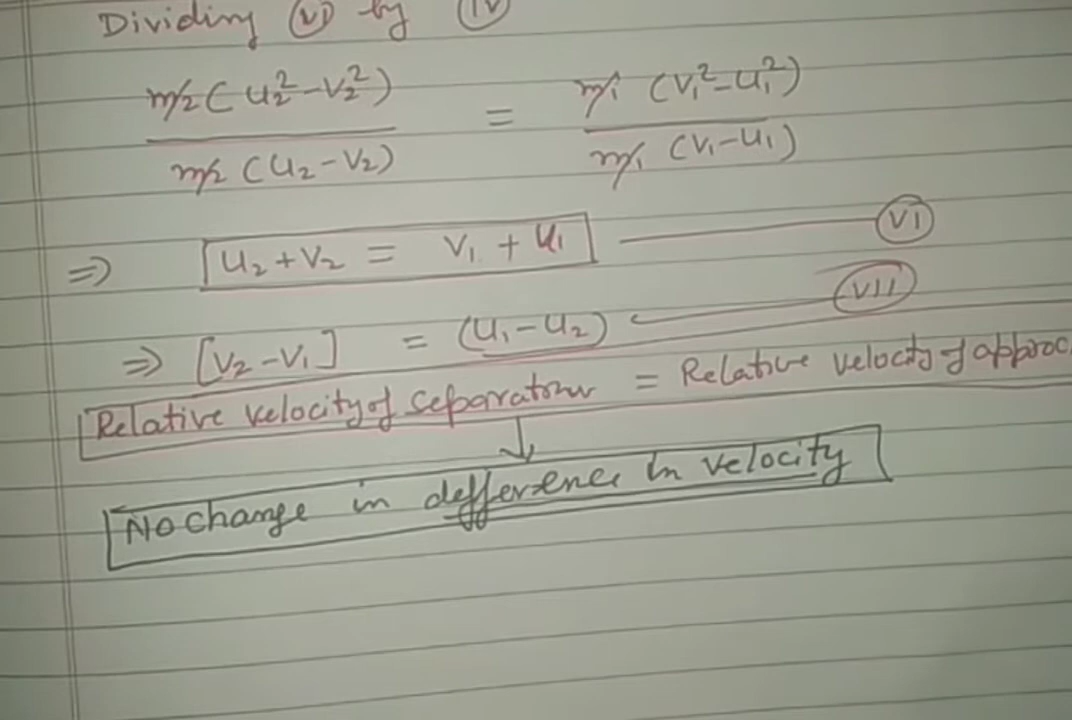 Dividing (VI) by (IV)
m2 (u2² - v2²) / m2 (u2 - v2) = m1 (v1² - u1²) / m1 (v1 - u1)
⇒ u2 + v2 = v1 + u1 (VI)
⇒ [v2 - v1] = (u1 - u2) (VII)
Relative velocity of separation = Relative velocity of approc
↓
No change in defference in velocity